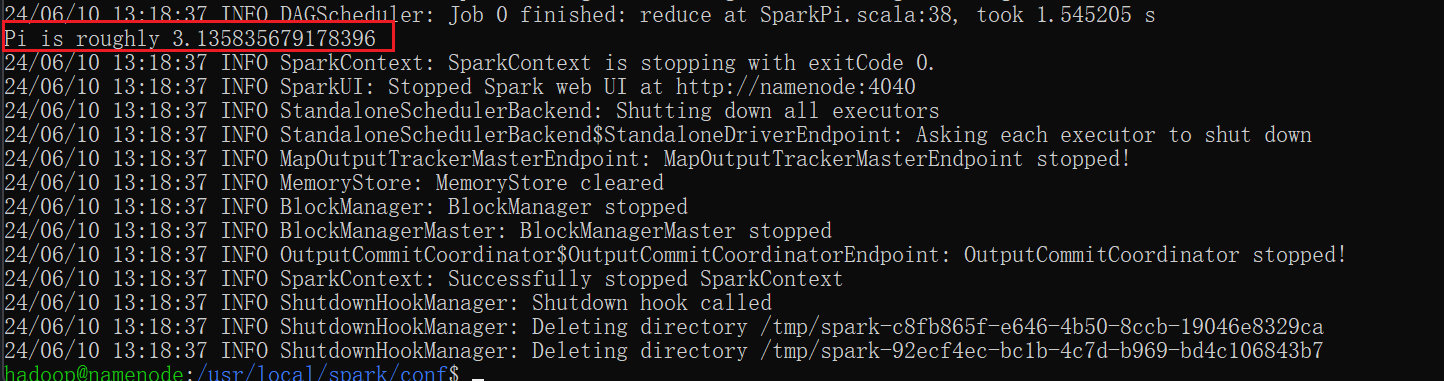 24/06/10 13:18:37 INFO DAGScheduler: Job 0 finished: reduce at SparkPi.scala:38, took 1.545205 s
Pi is roughly 3.135835679178396
24/06/10 13:18:37 INFO SparkContext: SparkContext is stopping with exitCode 0.
24/06/10 13:18:37 INFO SparkUI: Stopped Spark web UI at http://namenode:4040
24/06/10 13:18:37 INFO StandaloneSchedulerBackend: Shutting down all executors
24/06/10 13:18:37 INFO StandaloneSchedulerBackend$StandaloneDriverEndpoint: Asking each executor to shut down
24/06/10 13:18:37 INFO MapOutputTrackerMasterEndpoint: MapOutputTrackerMasterEndpoint stopped!
24/06/10 13:18:37 INFO MemoryStore: MemoryStore cleared
24/06/10 13:18:37 INFO BlockManager: BlockManager stopped
24/06/10 13:18:37 INFO BlockManagerMaster: BlockManagerMaster stopped
24/06/10 13:18:37 INFO OutputCommitCoordinator$OutputCommitCoordinatorEndpoint: OutputCommitCoordinator stopped!
24/06/10 13:18:37 INFO SparkContext: Successfully stopped SparkContext
24/06/10 13:18:37 INFO ShutdownHookManager: Shutdown hook called
24/06/10 13:18:37 INFO ShutdownHookManager: Deleting directory /tmp/spark-c8fb865f-e646-4b50-8ccb-19046e8329ca
24/06/10 13:18:37 INFO ShutdownHookManager: Deleting directory /tmp/spark-92ecf4ec-bc1b-4c7d-b969-bd4c106843b7
hadoop@namenode:/usr/local/spark/conf$ _